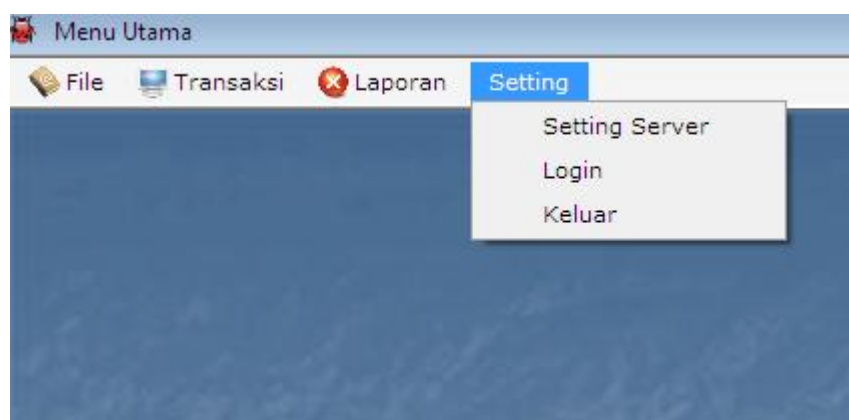 Menu Utama
File Transaksi Laporan Setting
Setting Server
Login
Keluar